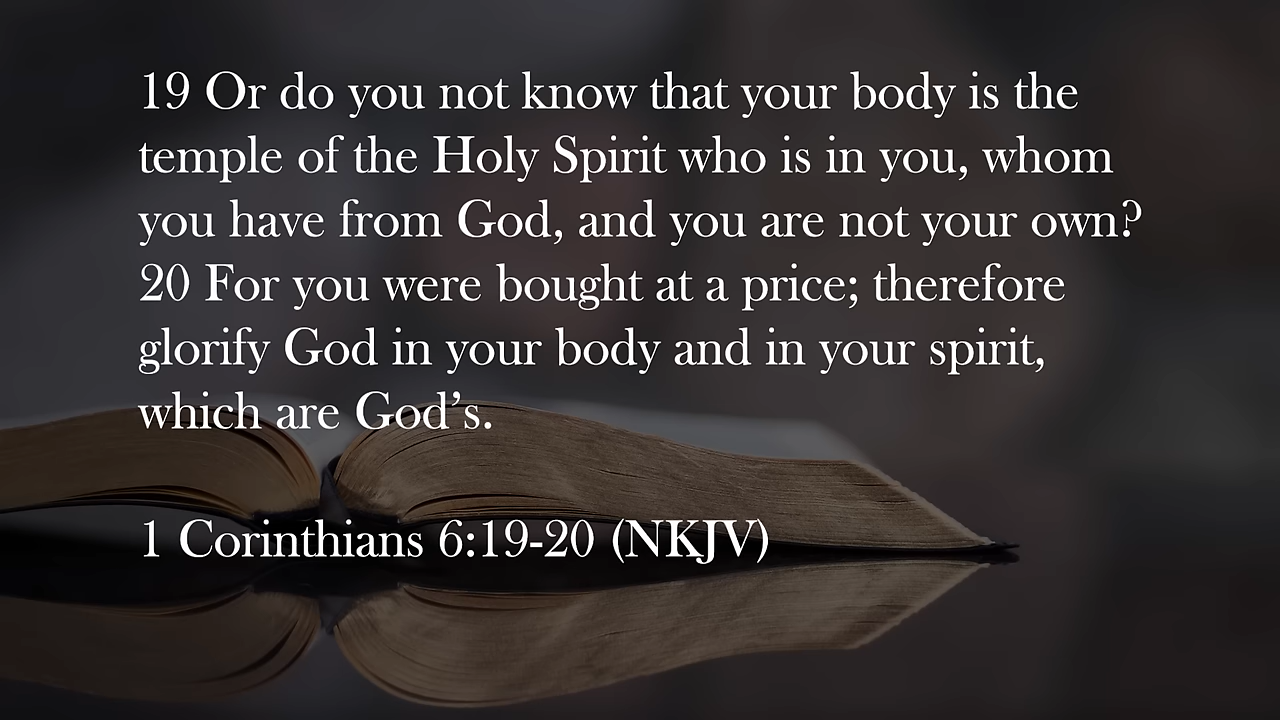 19 Or do you not know that your body is the
temple of the Holy Spirit who is in you, whom
you have from God, and you are not your own?
20 For you were bought at a price; therefore
glorify God in your body and in your spirit,
which are God’s.
1 Corinthians 6:19-20 (NKJV)